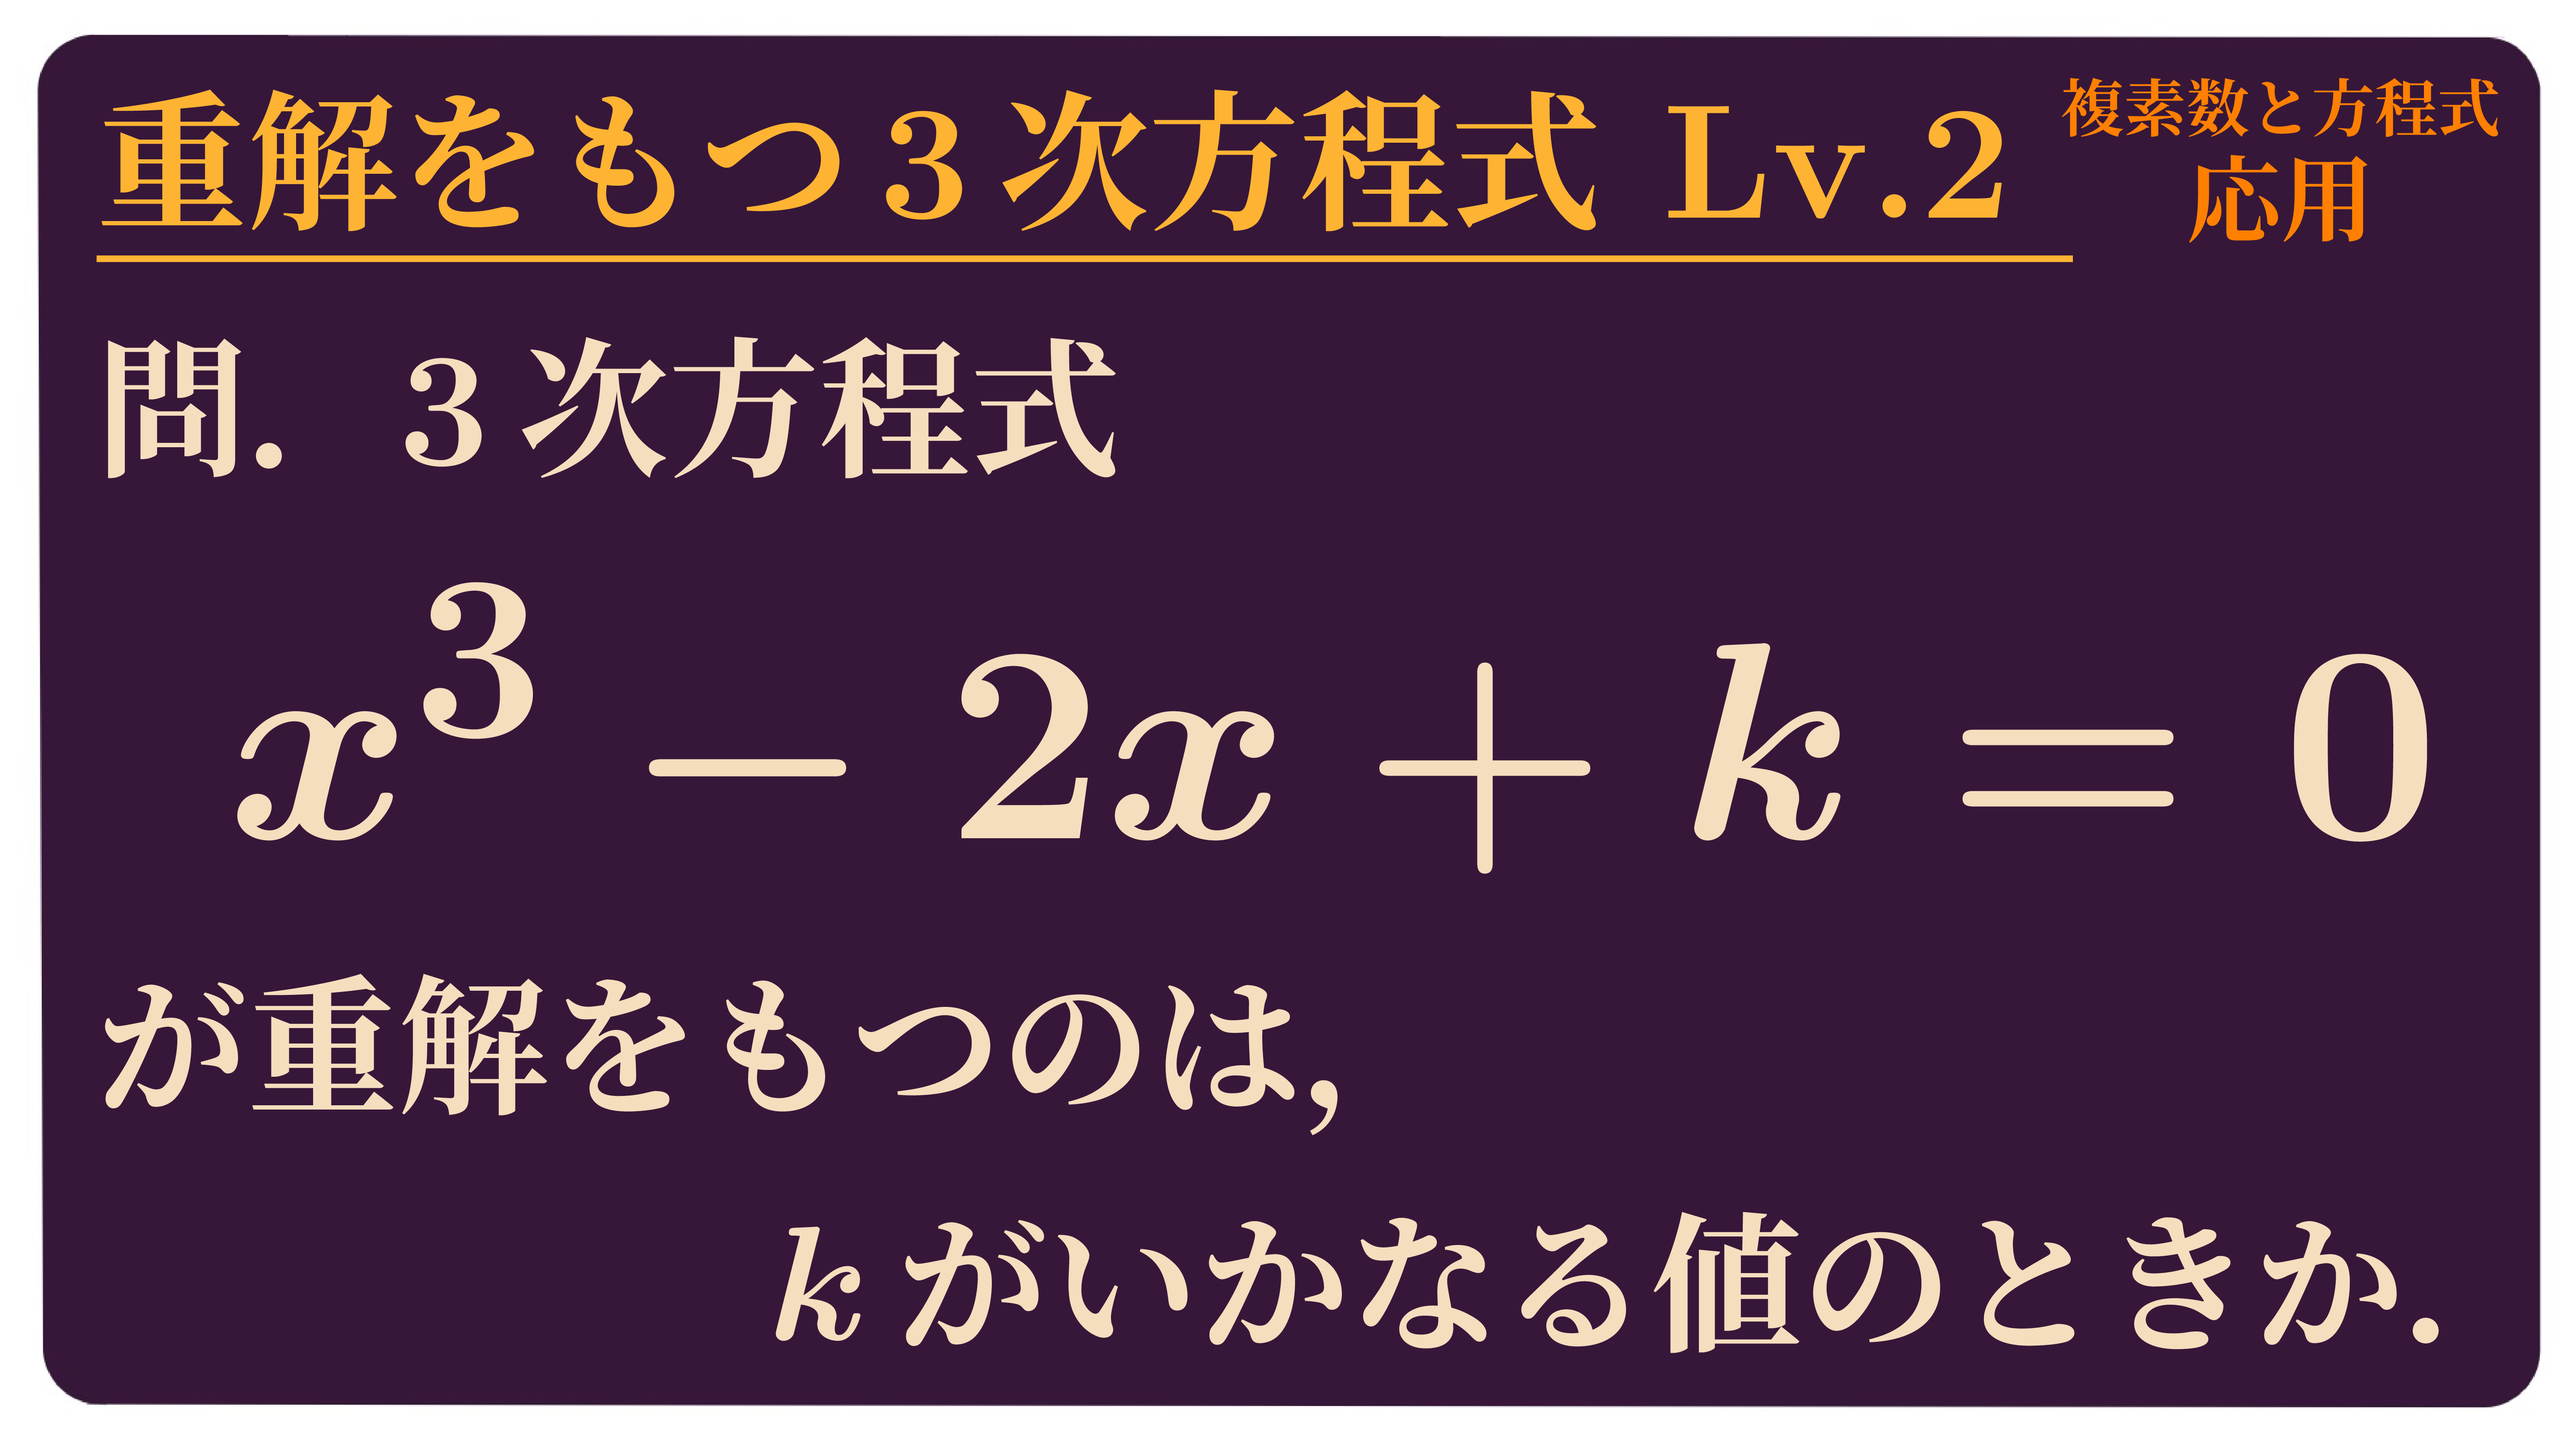 重解をもつ3次方程式 Lv.2
複素数と方程式
応用
問. 3次方程式
x³ − 2x + k = 0
が重解をもつのは,
k がいかなる値のときか.